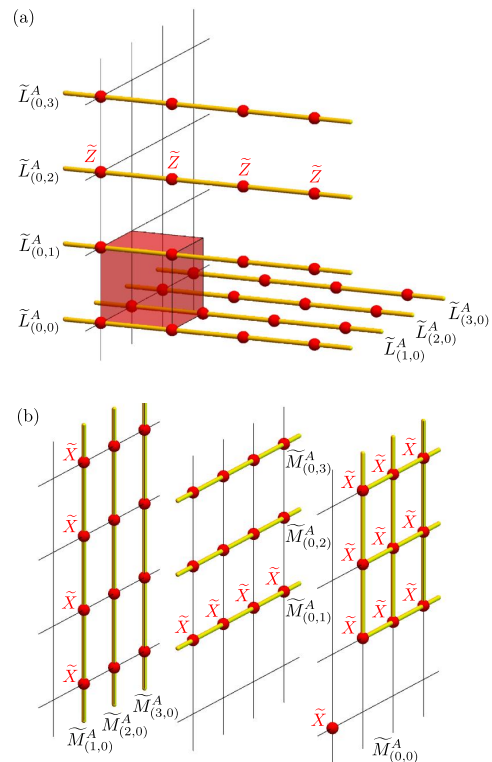 (a)
L̃^A_(0,3)
Z̃ Z̃ Z̃ Z̃
L̃^A_(0,2)
L̃^A_(0,1)
L̃^A_(0,0)
L̃^A_(3,0)
L̃^A_(2,0)
L̃^A_(1,0)
(b)
X̃
X̃
X̃
X̃
M̃^A_(1,0)
M̃^A_(2,0)
M̃^A_(3,0)
M̃^A_(0,3)
M̃^A_(0,2)
X̃ X̃ X̃ X̃
M̃^A_(0,1)
X̃ X̃ X̃
X̃ X̃ X̃
X̃ X̃ X̃
X̃
M̃^A_(0,0)